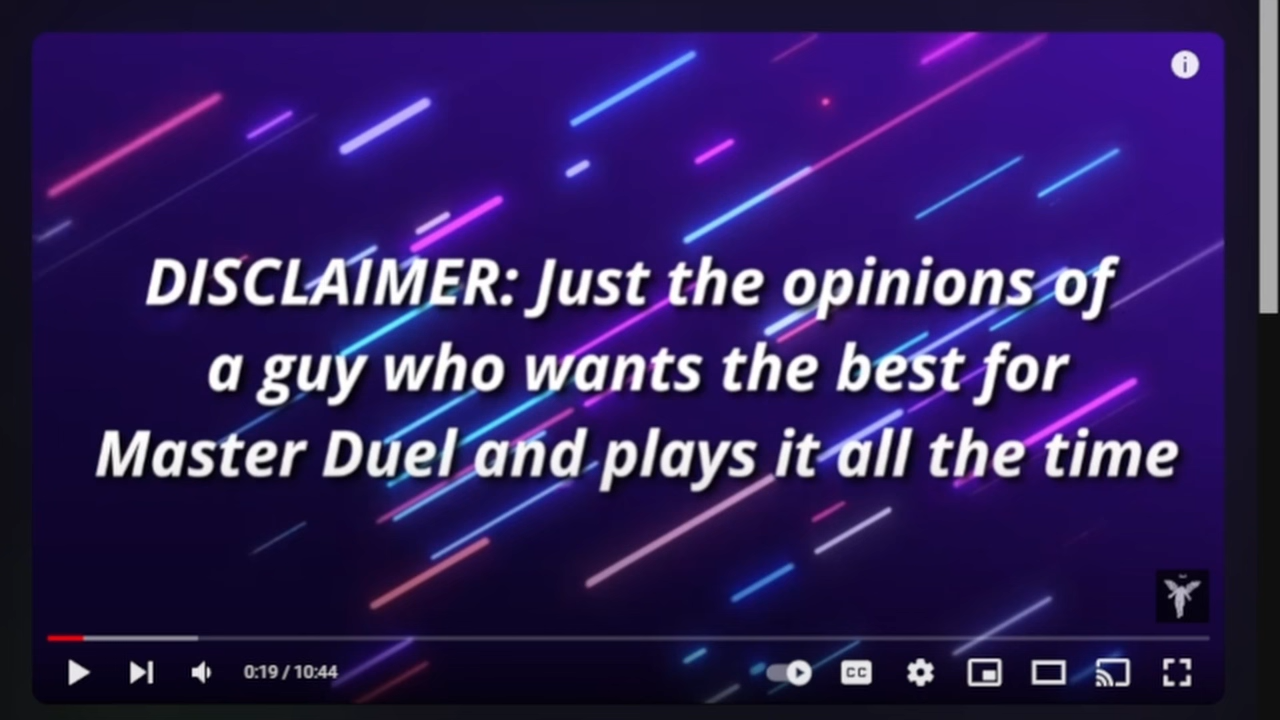 DISCLAIMER: Just the opinions of
a guy who wants the best for
Master Duel and plays it all the time
0:19 / 10:44
CC